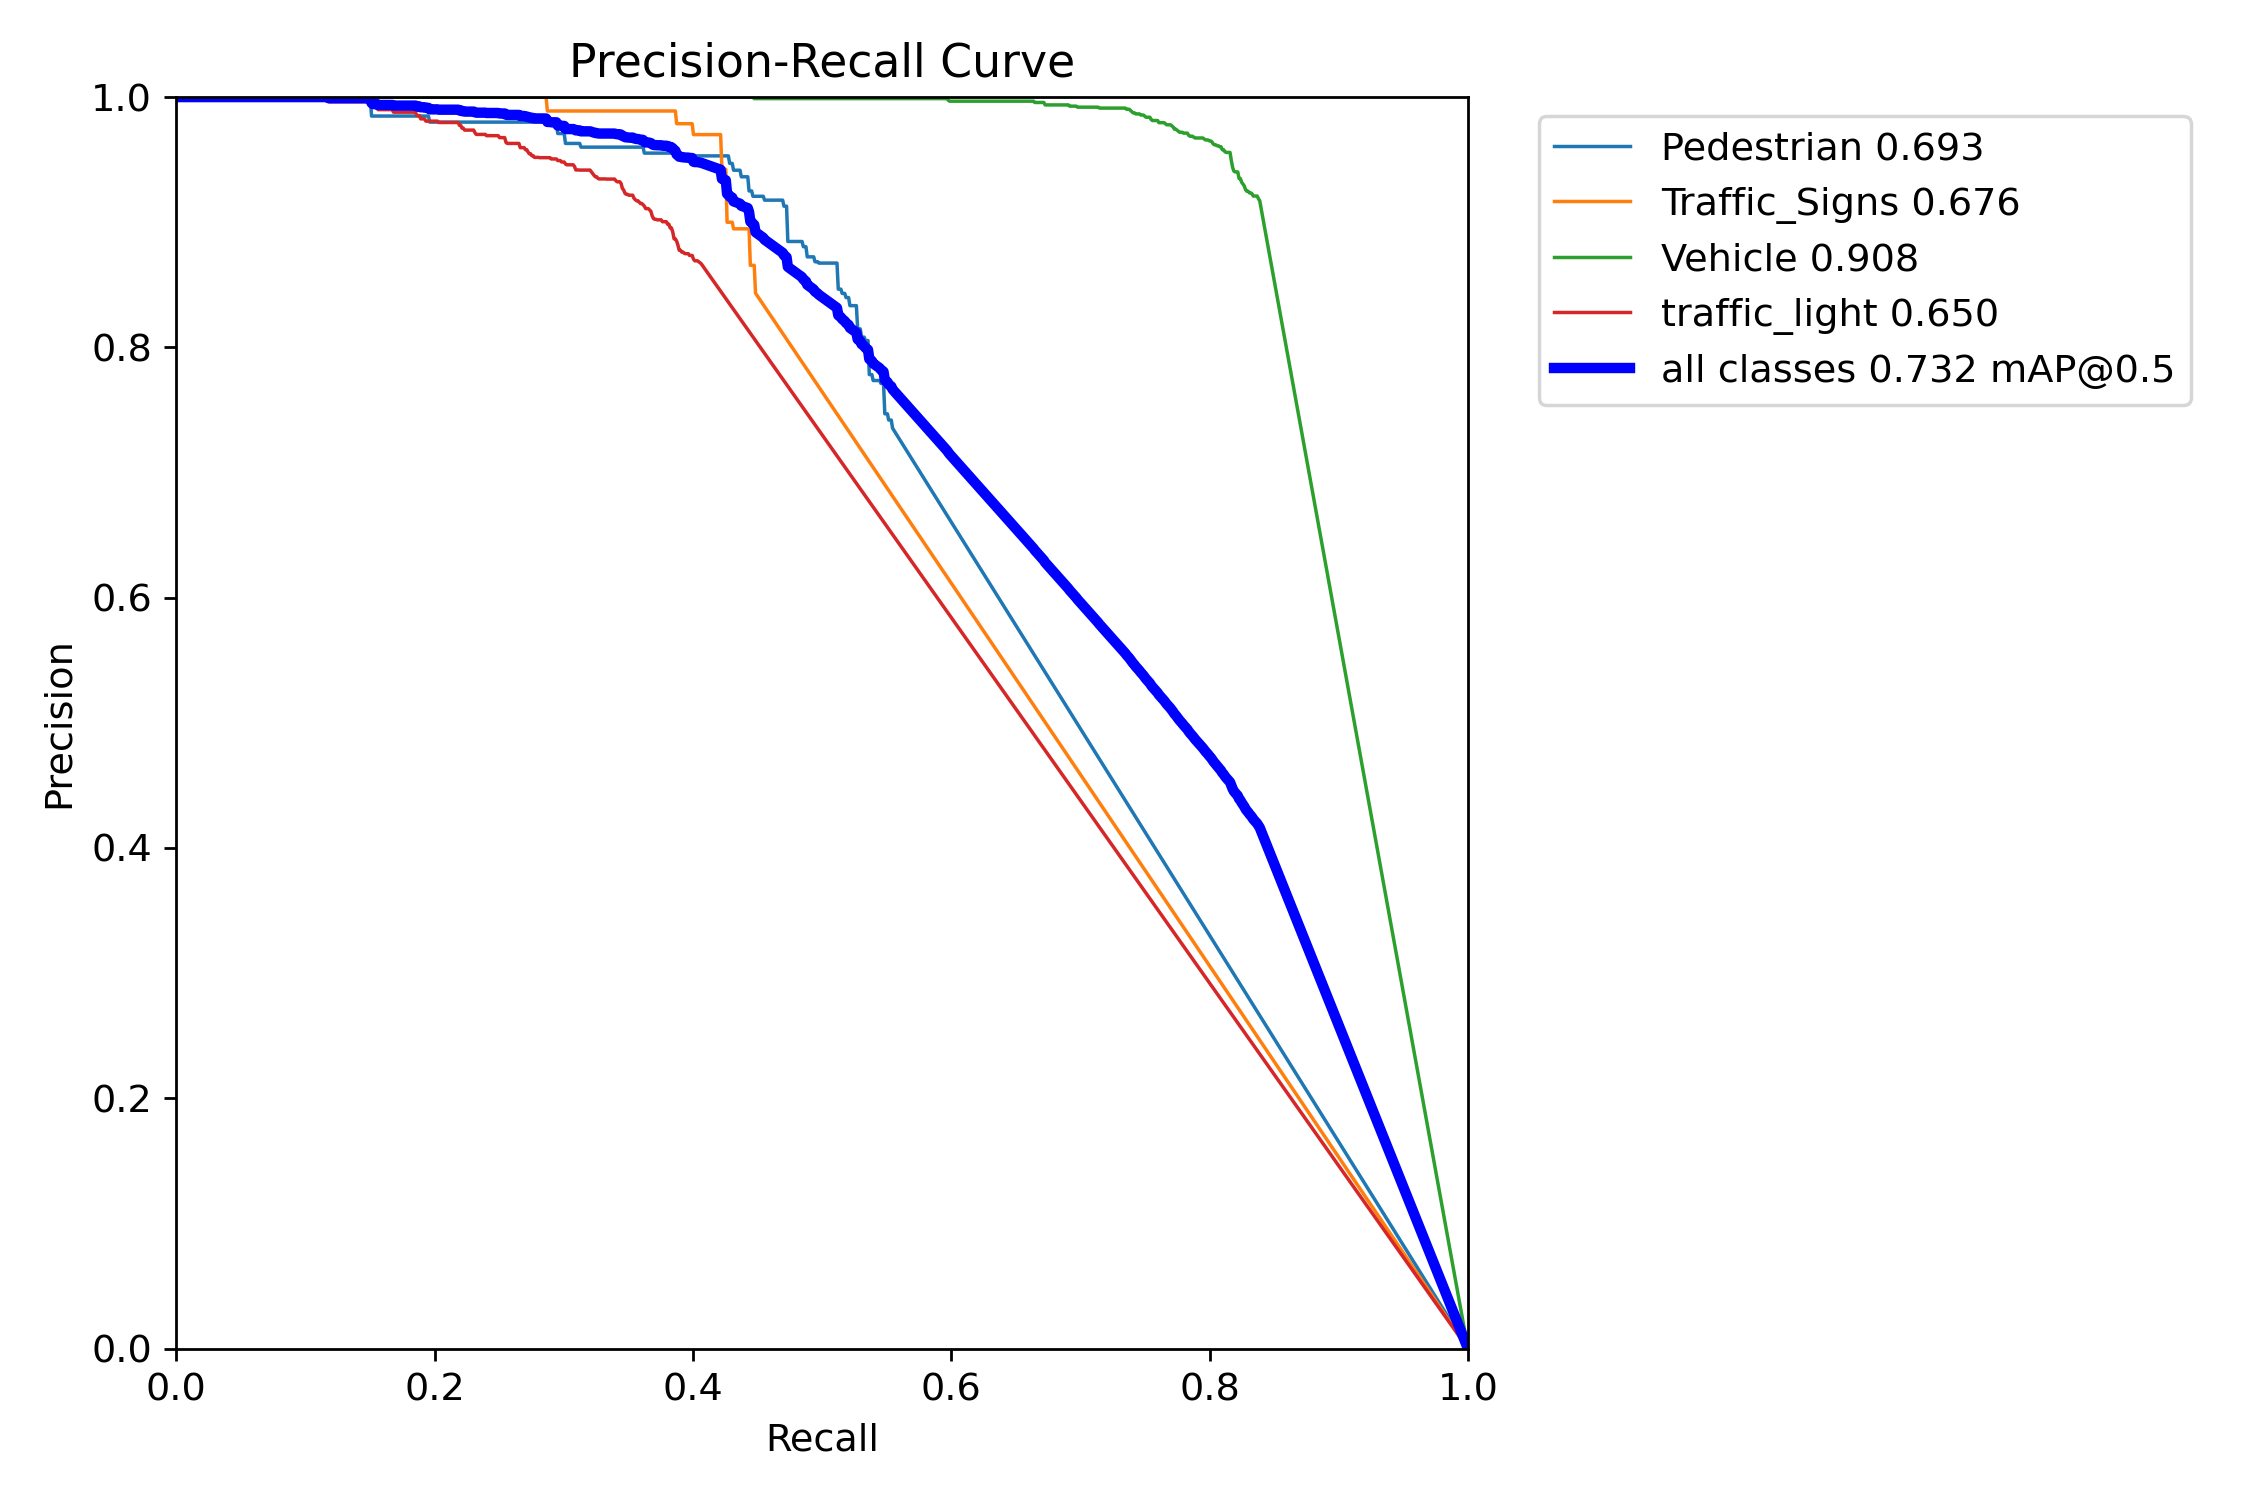 Precision-Recall Curve
1.0
0.8
0.6
0.4
0.2
0.0
Precision
0.0 0.2 0.4 0.6 0.8 1.0
Recall
Pedestrian 0.693
Traffic_Signs 0.676
Vehicle 0.908
traffic_light 0.650
all classes 0.732 mAP@0.5